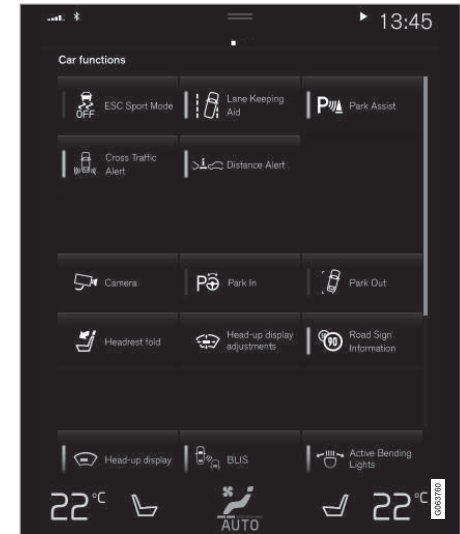 13:45
Car functions
OFF
ESC Sport Mode
Lane Keeping
Aid
P
Park Assist
Cross Traffic
Alert
Distance Alert
Camera
P
Park In
Park Out
Headrest fold
Head-up display
adjustments
90
Road Sign
Information
Head-up display
BLIS
Active Bending
Lights
22°C
AUTO
22°C
G063760